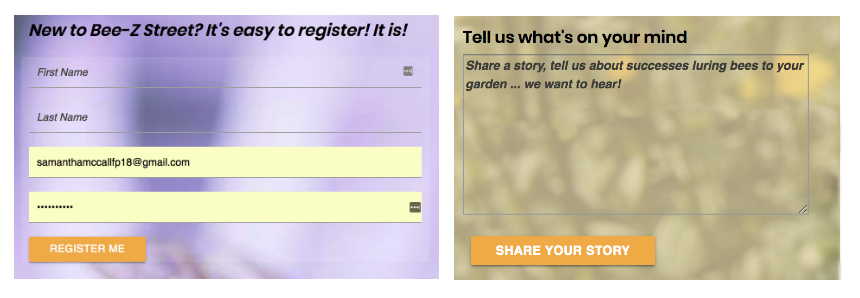 New to Bee-Z Street? It's easy to register! It is!
First Name
Last Name
samanthamccallfp18@gmail.com
••••••••••
REGISTER ME
Tell us what's on your mind
Share a story, tell us about successes luring bees to your
garden ... we want to hear!
SHARE YOUR STORY